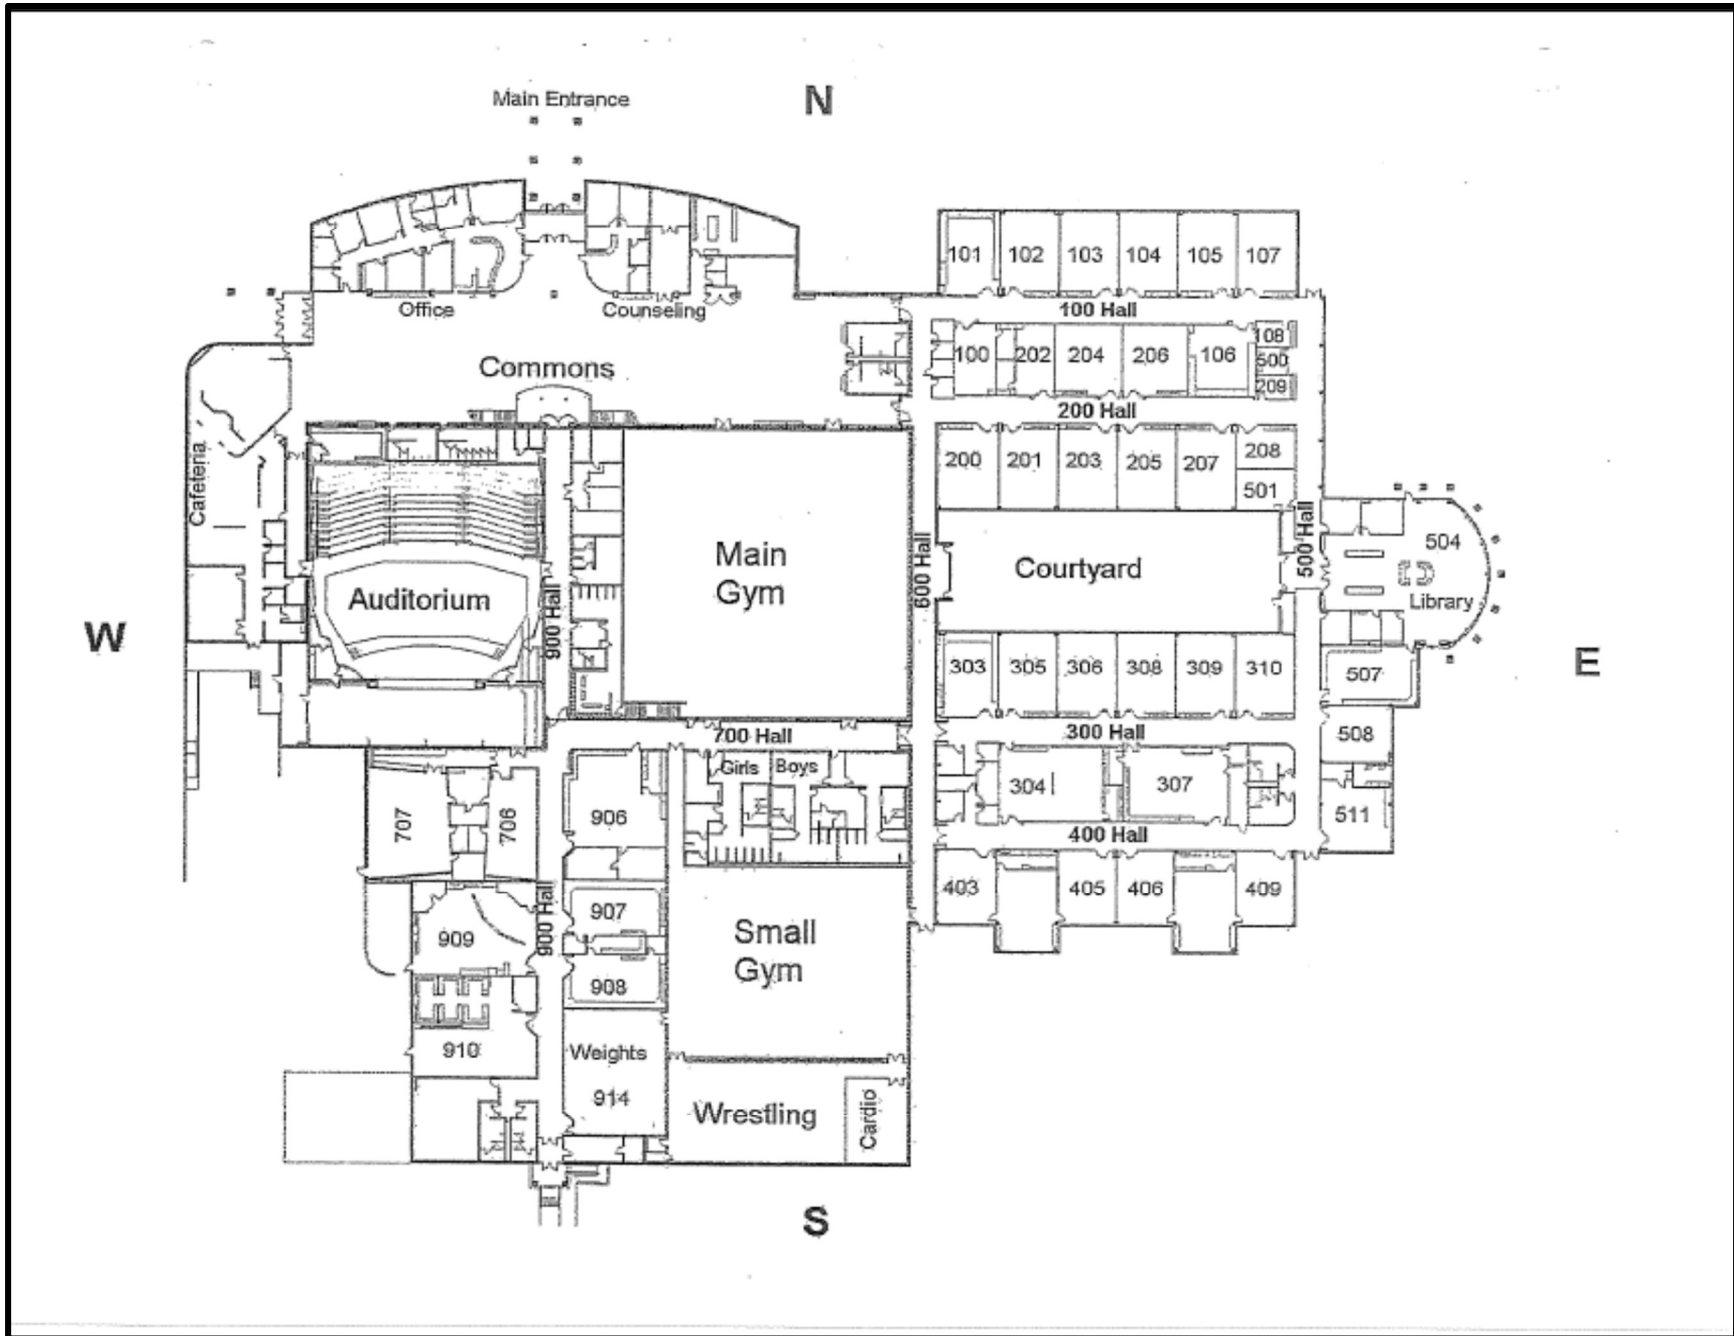 Main Entrance
N
101 102 103 104 105 107
Office
Counseling
100 Hall
Commons
100 202 204 206 106
108
500
209
200 Hall
Cafeteria
200 201 203 205 207
208
501
Main
Gym
Auditorium
900 Hall
600 Hall
Courtyard
500 Hall
504
Library
W
E
303 305 306 308 309 310
507
700 Hall
300 Hall
508
Girls Boys
304
307
511
707
706
906
400 Hall
403 405 406 409
907
900 Hall
909
Small
Gym
908
910
Weights
914
Wrestling
Cardio
S